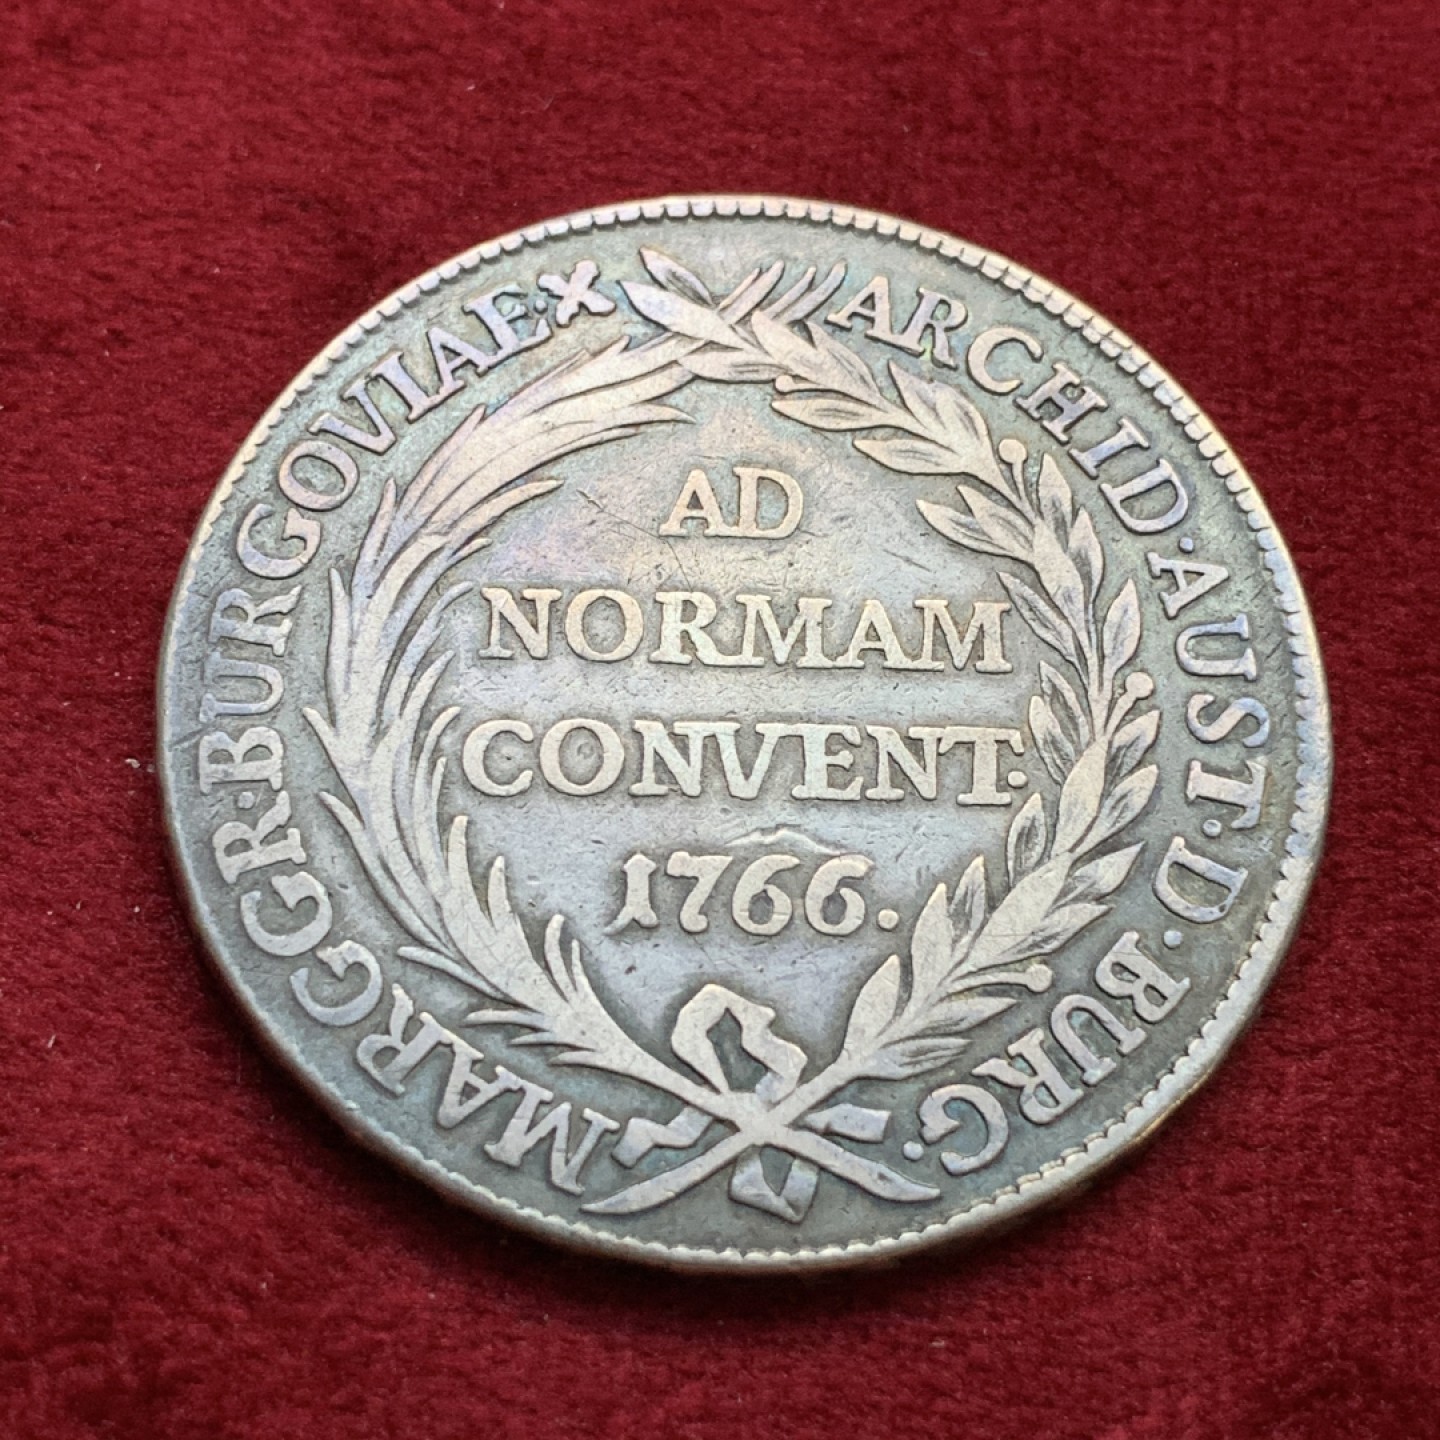 AD
NORMAM
CONVENT:
1766.
ARCHID·AUST·D·BURG:
MARGGR·BURGOVIAE·